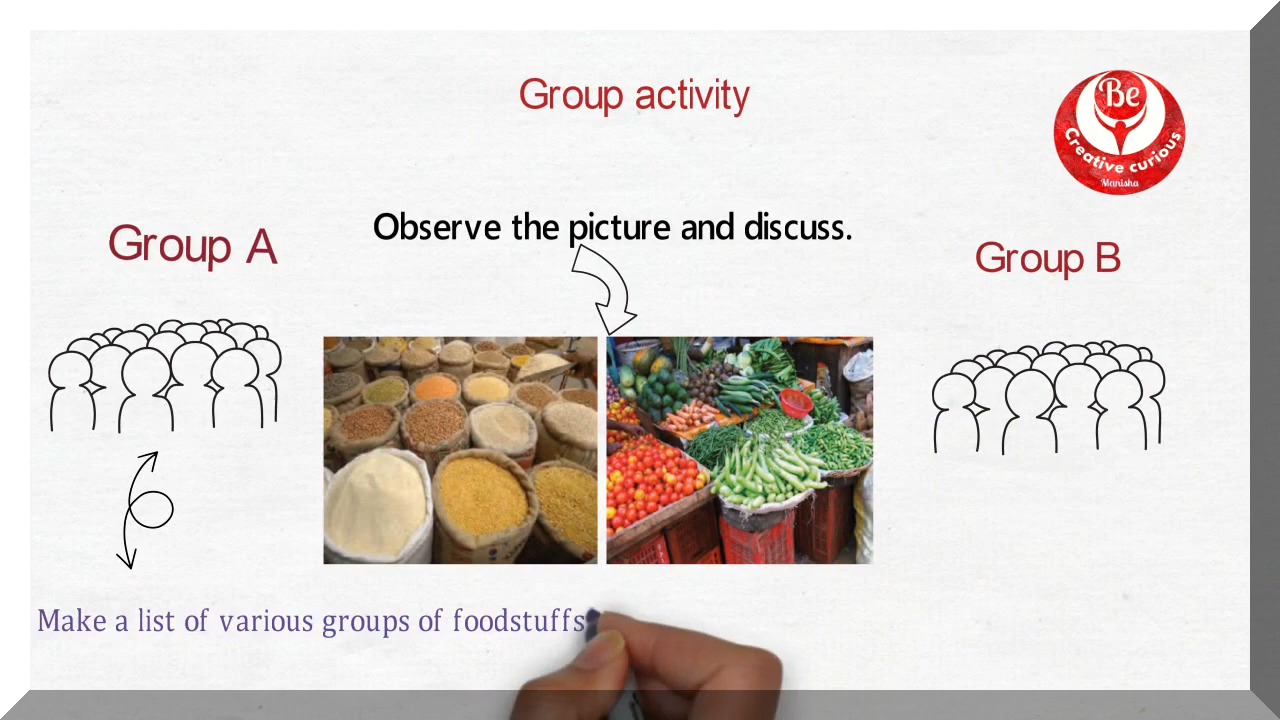 Group activity
Be
Creative curious
Manisha
Observe the picture and discuss.
Group A
Group B
Make a list of various groups of foodstuffs